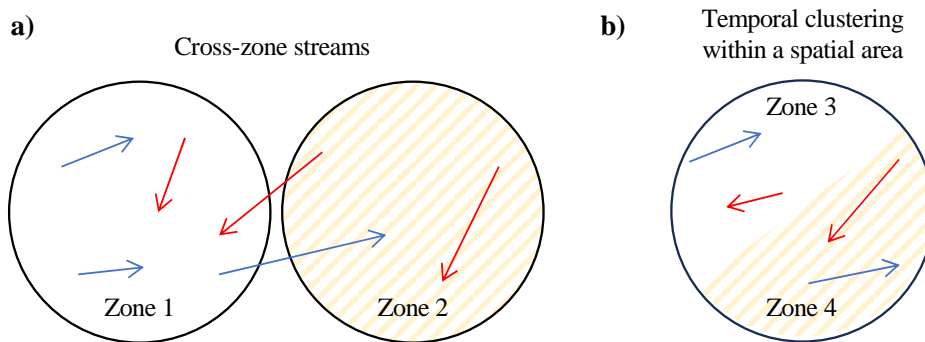 a)
Cross-zone streams
Zone 1
Zone 2
b)
Temporal clustering
within a spatial area
Zone 3
Zone 4